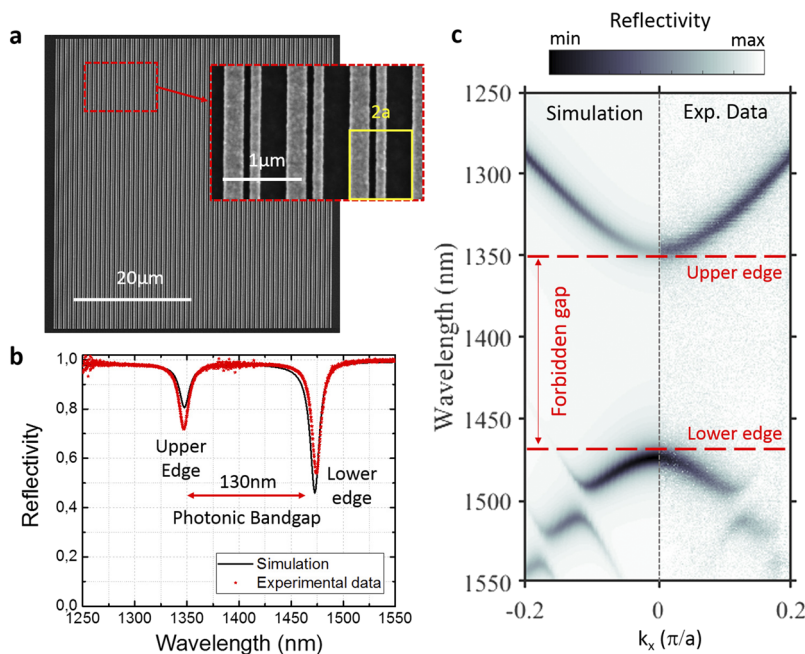 a
2a
1µm
20µm
b
1,0
0,8
0,6
0,4
0,2
0,0
Reflectivity
Upper
Edge
130nm
Lower
edge
Photonic Bandgap
Simulation
Experimental data
1250 1300 1350 1400 1450 1500 1550
Wavelength (nm)
c
Reflectivity
min max
Simulation Exp. Data
1250
1300
1350
1400
1450
1500
1550
Wavelength (nm)
Upper edge
Forbidden gap
Lower edge
-0.2 0 0.2
kₓ (π/a)